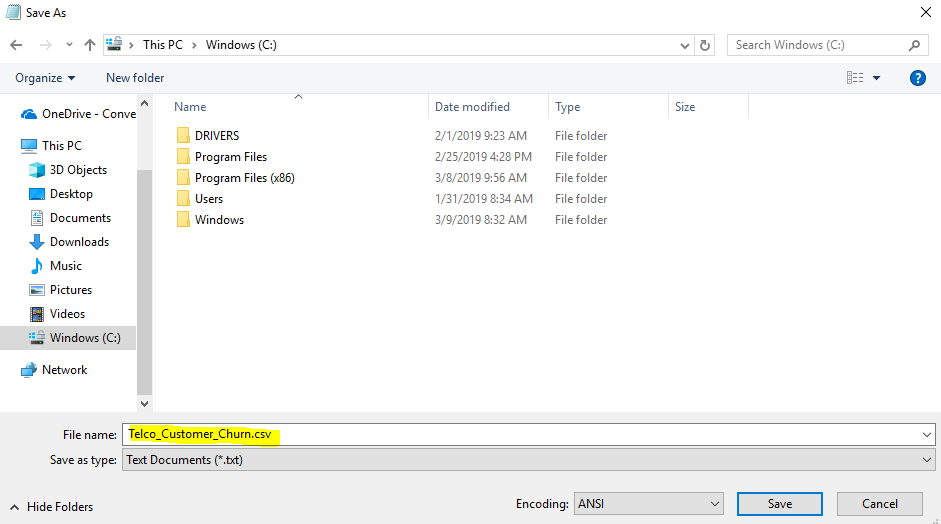 Save As
This PC > Windows (C:)
Search Windows (C:)
Organize
New folder
?
OneDrive - Conve
This PC
3D Objects
Desktop
Documents
Downloads
Music
Pictures
Videos
Windows (C:)
Network
Name Date modified Type Size
DRIVERS 2/1/2019 9:23 AM File folder
Program Files 2/25/2019 4:28 PM File folder
Program Files (x86) 3/8/2019 9:56 AM File folder
Users 1/31/2019 8:34 AM File folder
Windows 3/9/2019 8:32 AM File folder
File name: Telco_Customer_Churn.csv
Save as type: Text Documents (*.txt)
Hide Folders
Encoding: ANSI
Save
Cancel